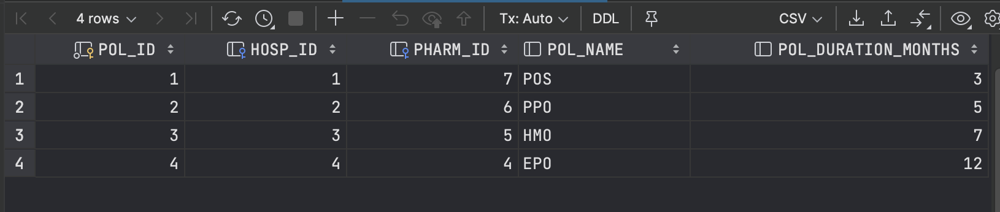 4 rows Tx: Auto DDL CSV
POL_ID HOSP_ID PHARM_ID POL_NAME POL_DURATION_MONTHS
1 1 1 7 POS 3
2 2 2 6 PPO 5
3 3 3 5 HMO 7
4 4 4 4 EPO 12